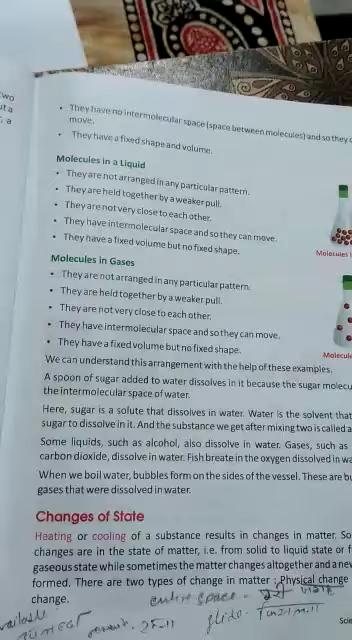 two
ut a
, a
• They have no intermolecular space (space between molecules) and so they c
move.
• They have a fixed shape and volume.
Molecules in a Liquid
• They are not arranged in any particular pattern.
• They are held together by a weaker pull.
• They are not very close to each other.
• They have intermolecular space and so they can move.
• They have a fixed volume but no fixed shape.
Molecules i
Molecules in Gases
• They are not arranged in any particular pattern.
• They are held together by a weaker pull.
• They are not very close to each other.
• They have intermolecular space and so they can move.
• They have a fixed volume but no fixed shape.
Molecule
We can understand this arrangement with the help of these examples.
A spoon of sugar added to water dissolves in it because the sugar molecu
the intermolecular space of water.
Here, sugar is a solute that dissolves in water. Water is the solvent that
sugar to dissolve in it. And the substance we get after mixing two is called a
Some liquids, such as alcohol, also dissolve in water. Gases, such as
carbon dioxide, dissolve in water. Fish breate in the oxygen dissolved in wa
When we boil water, bubbles form on the sides of the vessel. These are bu
gases that were dissolved in water.
Changes of State
Heating or cooling of a substance results in changes in matter. So
changes are in the state of matter, i.e. from solid to liquid state or f
gaseous state while sometimes the matter changes altogether and a new
formed. There are two types of change in matter : Physical change
change.
entire space -
glide -
Scie